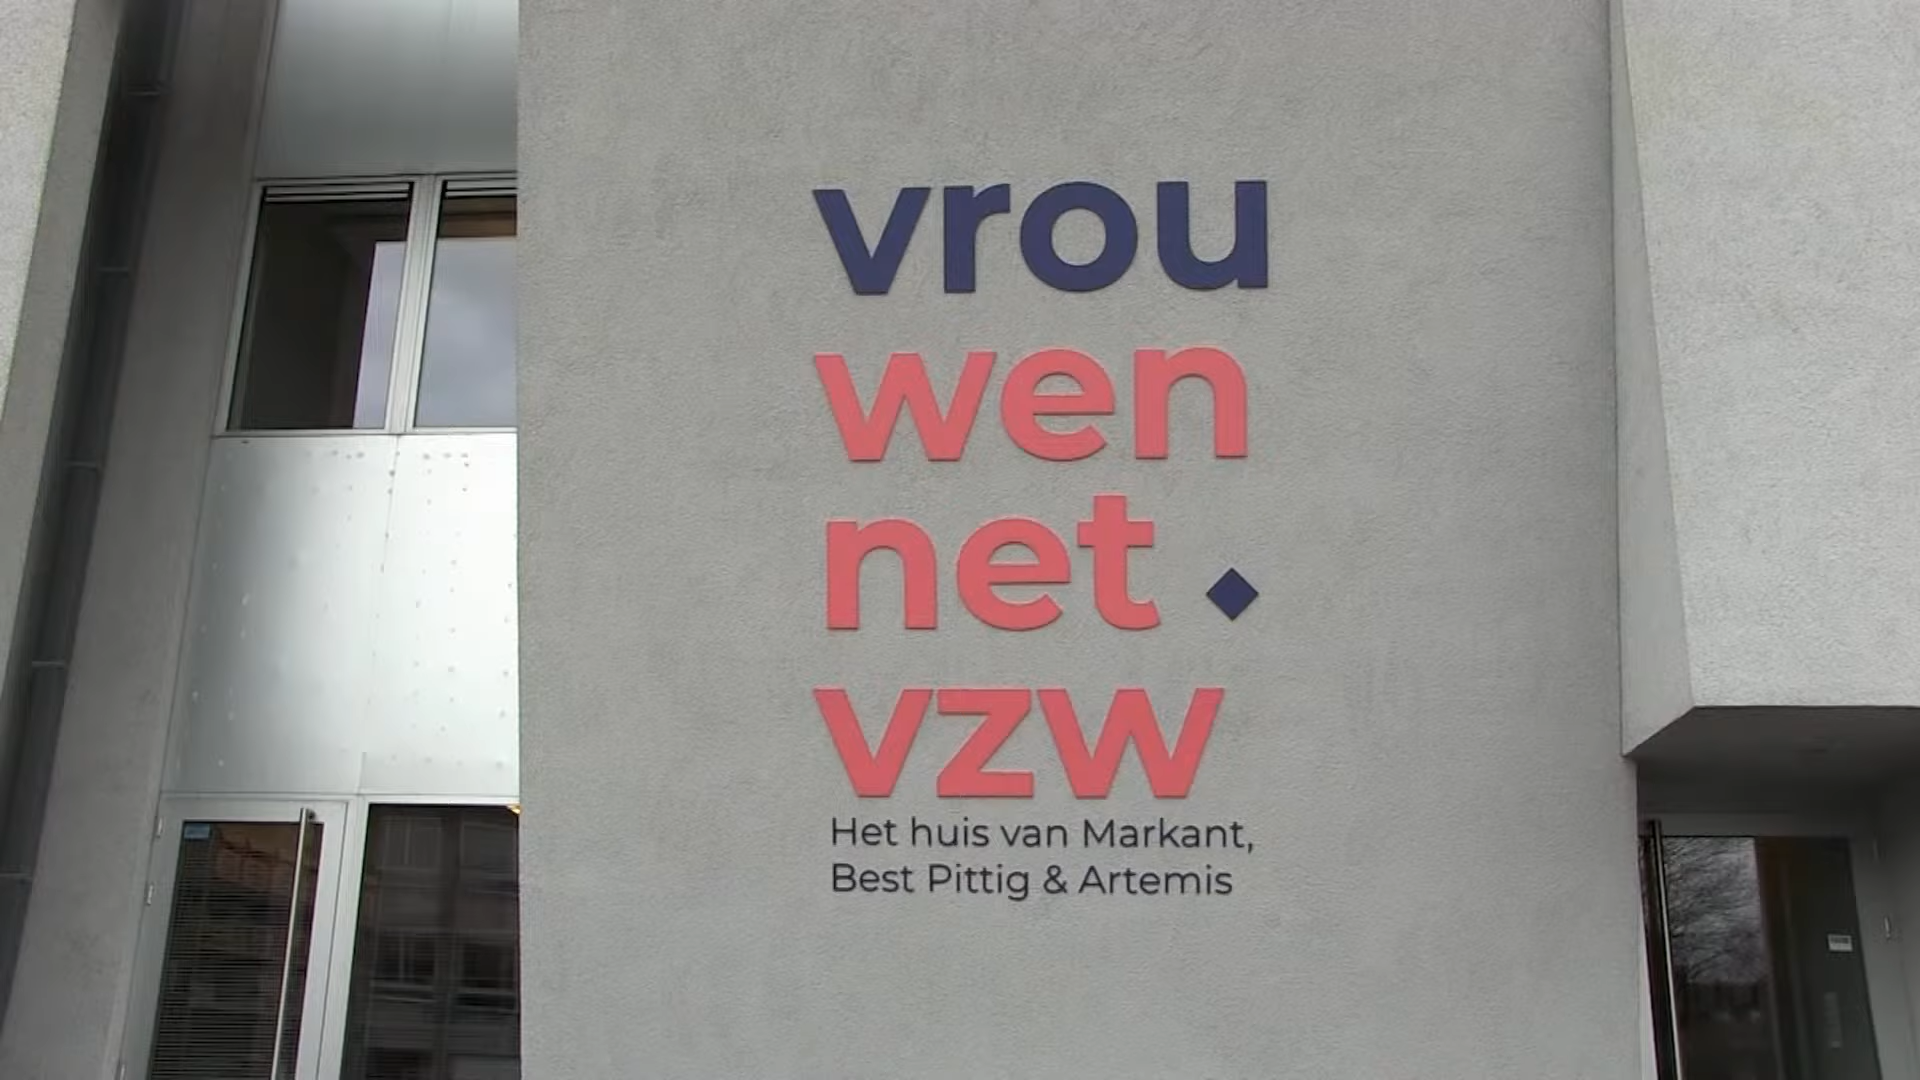 vrou
wen
net
vzw
Het huis van Markant,
Best Pittig & Artemis